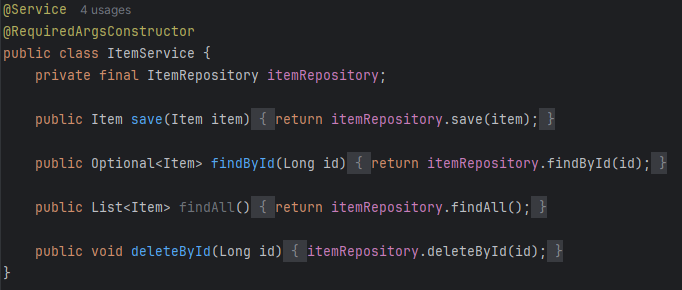 @Service 4 usages
@RequiredArgsConstructor
public class ItemService {
    private final ItemRepository itemRepository;
    public Item save(Item item) { return itemRepository.save(item); }
    public Optional<Item> findById(Long id) { return itemRepository.findById(id); }
    public List<Item> findAll() { return itemRepository.findAll(); }
    public void deleteById(Long id) { itemRepository.deleteById(id); }
}